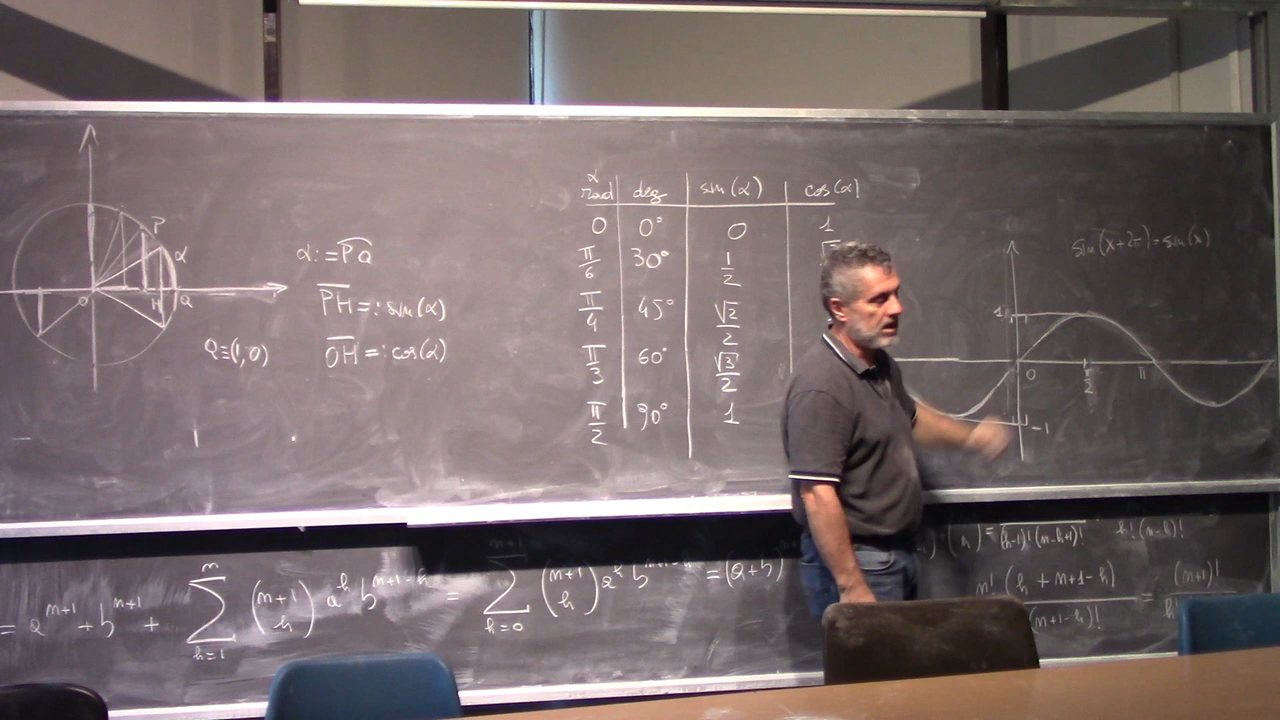 P
α
O
H
Q
α := PQ
PH =: sin(α)
Q≡(1,0)
OH =: cos(α)
α
rad deg sin(α) cos(α)
0 0° 0 1
π/6 30° 1/2
π/4 45° √2/2
π/3 60° √3/2
π/2 90° 1
sin(x+2π)=sin(x)
1
0
π/2
π
-1
= a^{n+1} + b^{n+1} + ∑_{h=1}^{n} (n+1 h) a^h b^{n+1-h} = ∑_{h=0}^{n+1} (n+1 h) a^h b^{n+1-h} = (a+b)
(h-1)! (n-h+1)! h! (n-h)!
n! (h + n+1-h) = (n+1)!
(n+1-h)!